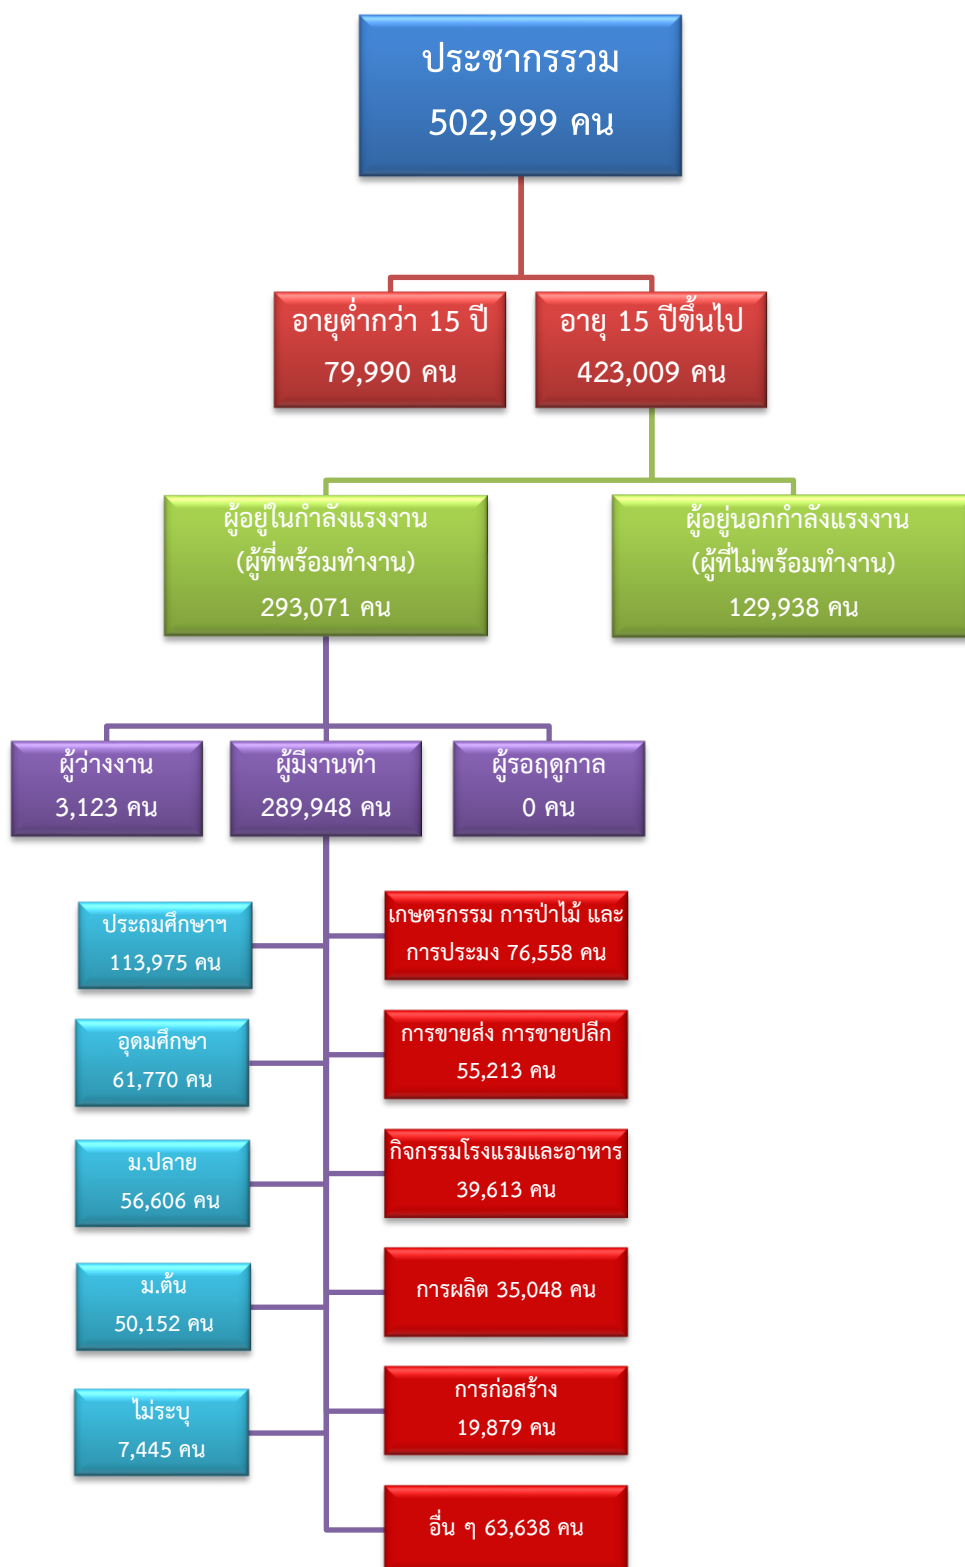 ประชากรรวม
502,999 คน
อายุต่ำกว่า 15 ปี
79,990 คน
อายุ 15 ปีขึ้นไป
423,009 คน
ผู้อยู่ในกำลังแรงงาน
(ผู้ที่พร้อมทำงาน)
293,071 คน
ผู้อยู่นอกกำลังแรงงาน
(ผู้ที่ไม่พร้อมทำงาน)
129,938 คน
ผู้ว่างงาน
3,123 คน
ผู้มีงานทำ
289,948 คน
ผู้รอฤดูกาล
0 คน
ประถมศึกษาฯ
113,975 คน
อุดมศึกษา
61,770 คน
ม.ปลาย
56,606 คน
ม.ต้น
50,152 คน
ไม่ระบุ
7,445 คน
เกษตรกรรม การป่าไม้ และ
การประมง 76,558 คน
การขายส่ง การขายปลีก
55,213 คน
กิจกรรมโรงแรมและอาหาร
39,613 คน
การผลิต 35,048 คน
การก่อสร้าง
19,879 คน
อื่น ๆ 63,638 คน